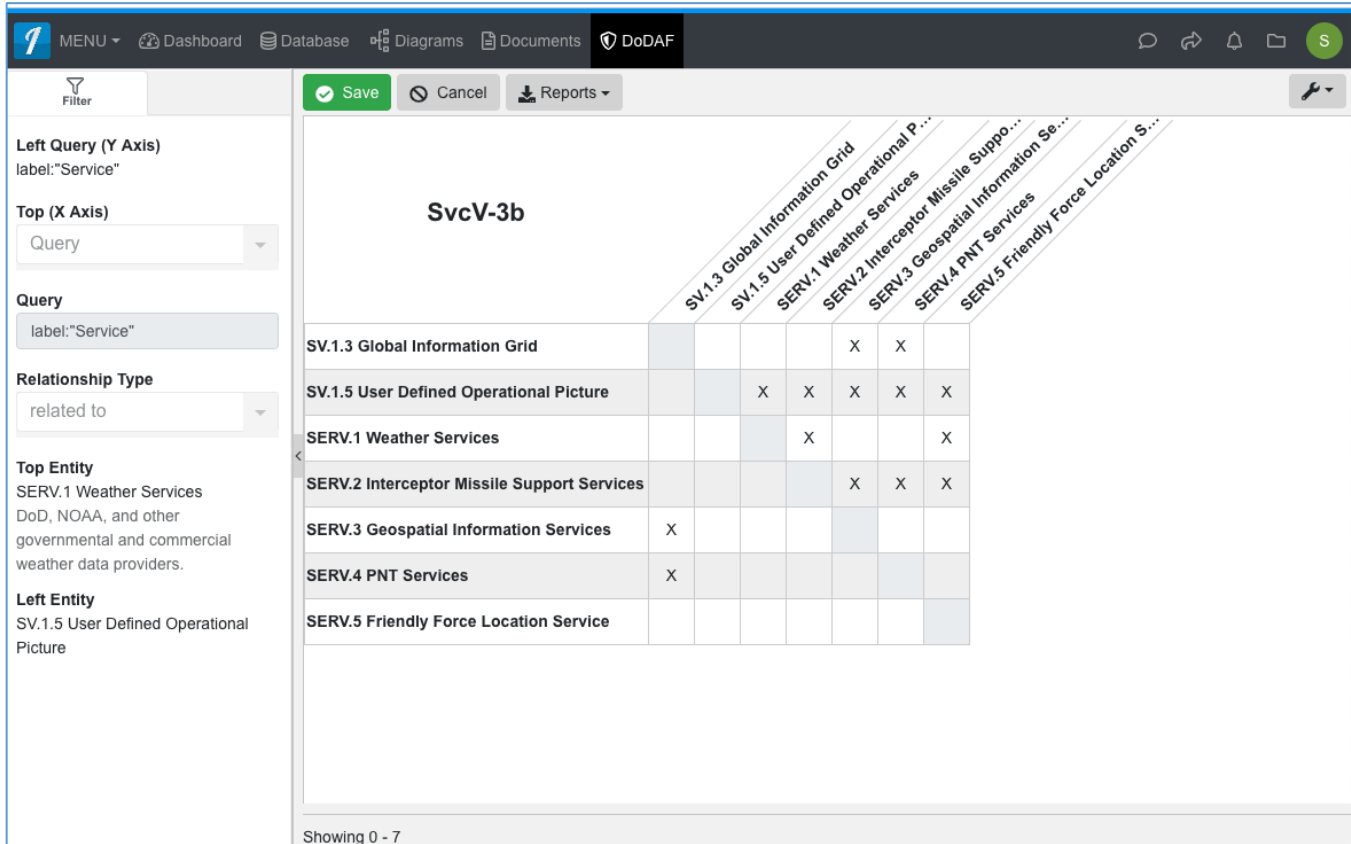 MENU Dashboard Database Diagrams Documents DoDAF S
Filter
Save Cancel Reports
Left Query (Y Axis)
label:"Service"
Top (X Axis)
Query
Query
label:"Service"
Relationship Type
related to
Top Entity
SERV.1 Weather Services
DoD, NOAA, and other
governmental and commercial
weather data providers.
Left Entity
SV.1.5 User Defined Operational
Picture
SvcV-3b
SV.1.3 Global Information Grid
SV.1.5 User Defined Operational P...
SERV.1 Weather Services
SERV.2 Interceptor Missile Suppo...
SERV.3 Geospatial Information Se...
SERV.4 PNT Services
SERV.5 Friendly Force Location S...
SV.1.3 Global Information Grid X X
SV.1.5 User Defined Operational Picture X X X X X
SERV.1 Weather Services X X
SERV.2 Interceptor Missile Support Services X X X
SERV.3 Geospatial Information Services X
SERV.4 PNT Services X
SERV.5 Friendly Force Location Service
Showing 0 - 7